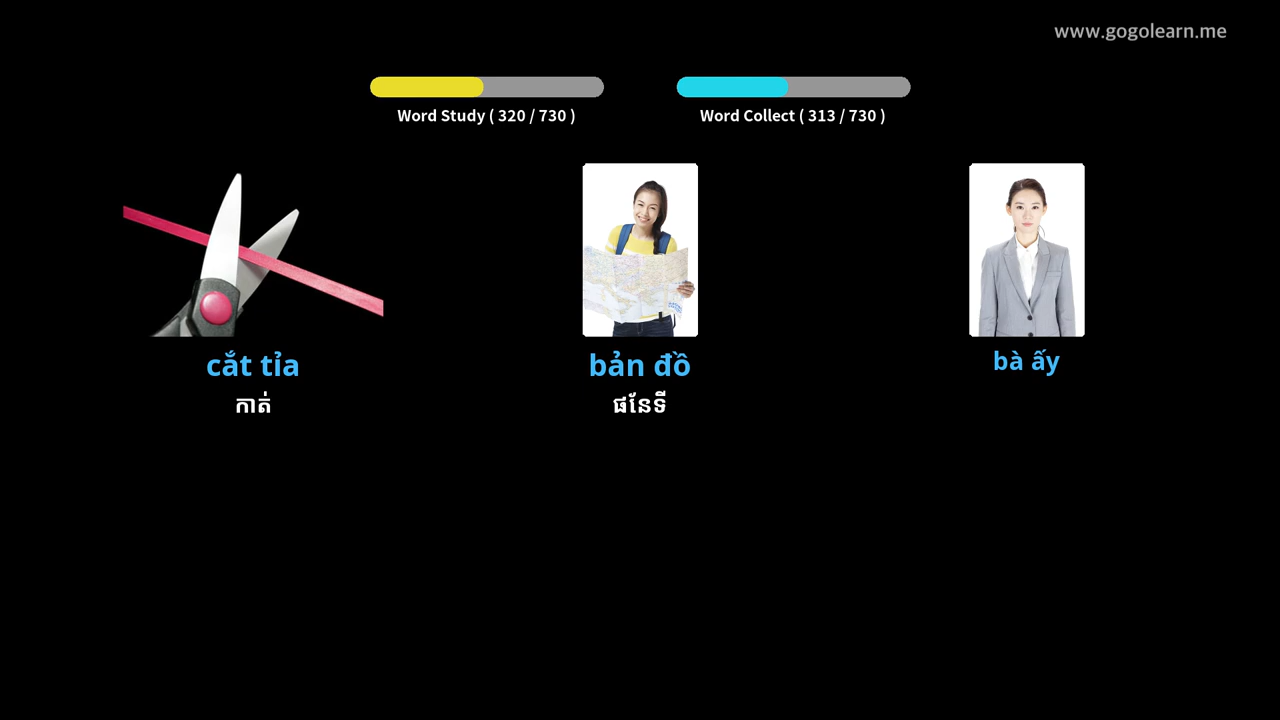 www.gogolearn.me
Word Study ( 320 / 730 )
Word Collect ( 313 / 730 )
cắt tỉa
bản đồ
bà ấy
កាត់
ផែនទី